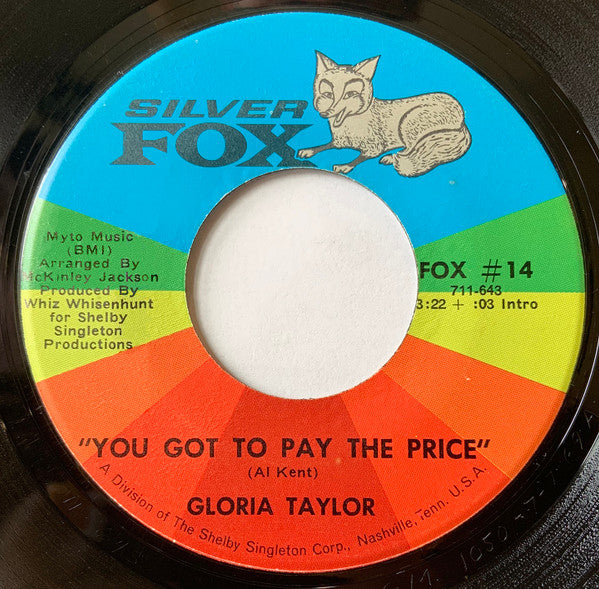 SILVER
FOX
Myto Music
(BMI)
Arranged By
McKinley Jackson
Produced By
Whiz Whisenhunt
for Shelby
Singleton
Productions
FOX #14
711-643
3:22 + :03 Intro
"YOU GOT TO PAY THE PRICE"
(Al Kent)
GLORIA TAYLOR
A Division of The Shelby Singleton Corp., Nashville, Tenn. U.S.A.